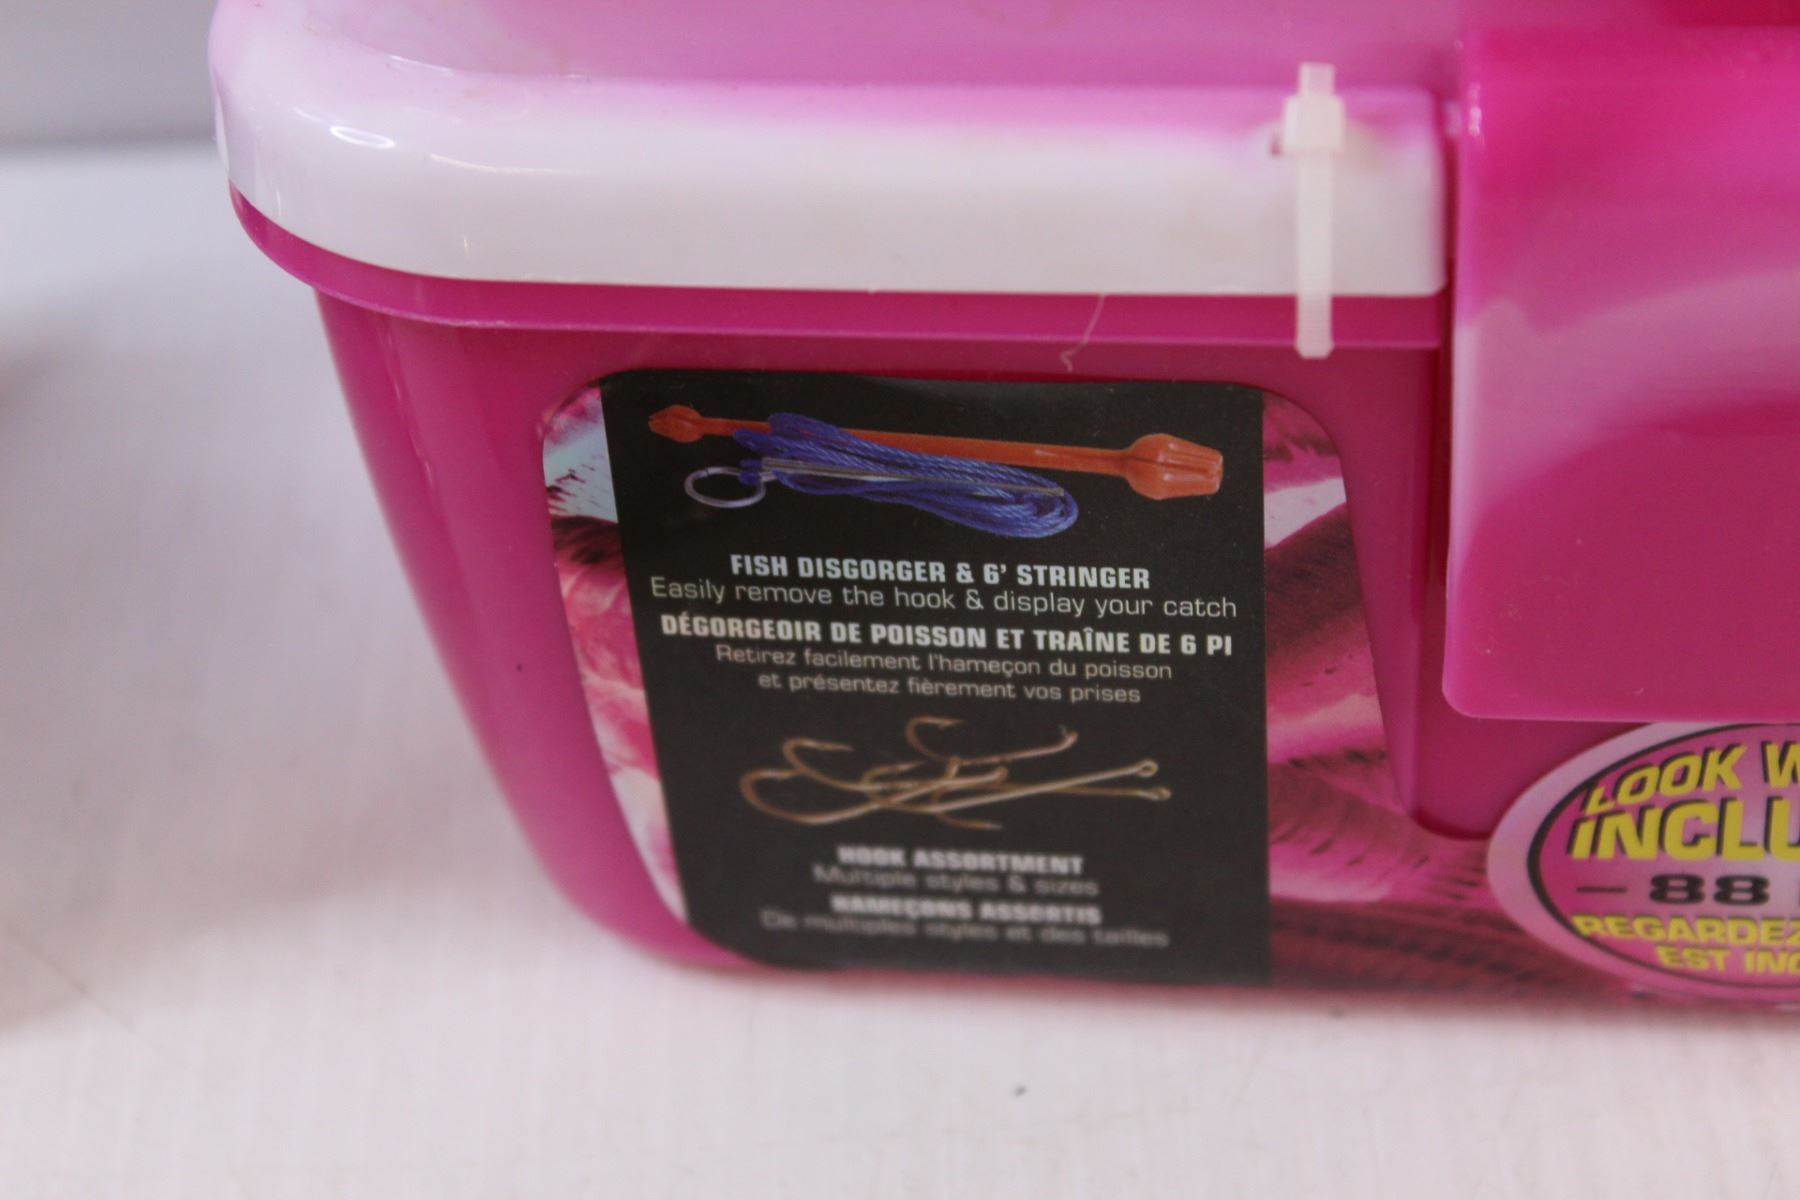 FISH DISGORGER & 6' STRINGER
Easily remove the hook & display your catch
DÉGORGEOIR DE POISSON ET TRAÎNE DE 6 PI
Retirez facilement l'hameçon du poisson
et présentez fièrement vos prises
HOOK ASSORTMENT
Multiple styles & sizes
HAMEÇONS ASSORTIS
De multiples styles et des tailles
LOOK W
INCLU
- 88
REGARDEZ
EST INC